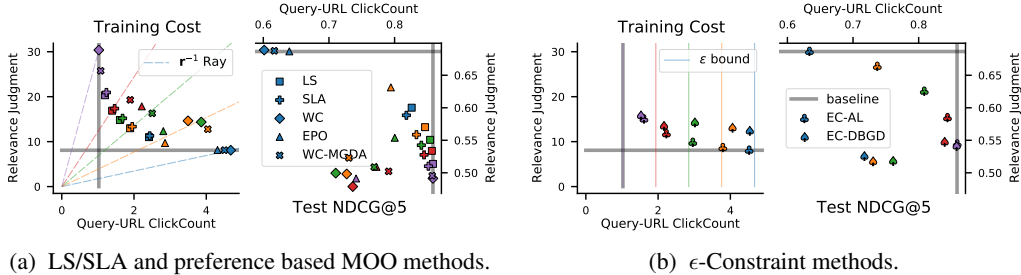 Training Cost
Relevance Judgment
30
20
10
0
0
2
4
Query-URL ClickCount
r⁻¹ Ray
Query-URL ClickCount
0.6
0.7
0.8
LS
SLA
WC
EPO
WC-MGDA
0.65
0.60
0.55
0.50
Relevance Judgment
Test NDCG@5
(a) LS/SLA and preference based MOO methods.
Training Cost
Relevance Judgment
30
20
10
0
0
2
4
Query-URL ClickCount
ϵ bound
Query-URL ClickCount
0.6
0.7
0.8
baseline
EC-AL
EC-DBGD
0.65
0.60
0.55
0.50
Relevance Judgment
Test NDCG@5
(b) ϵ-Constraint methods.